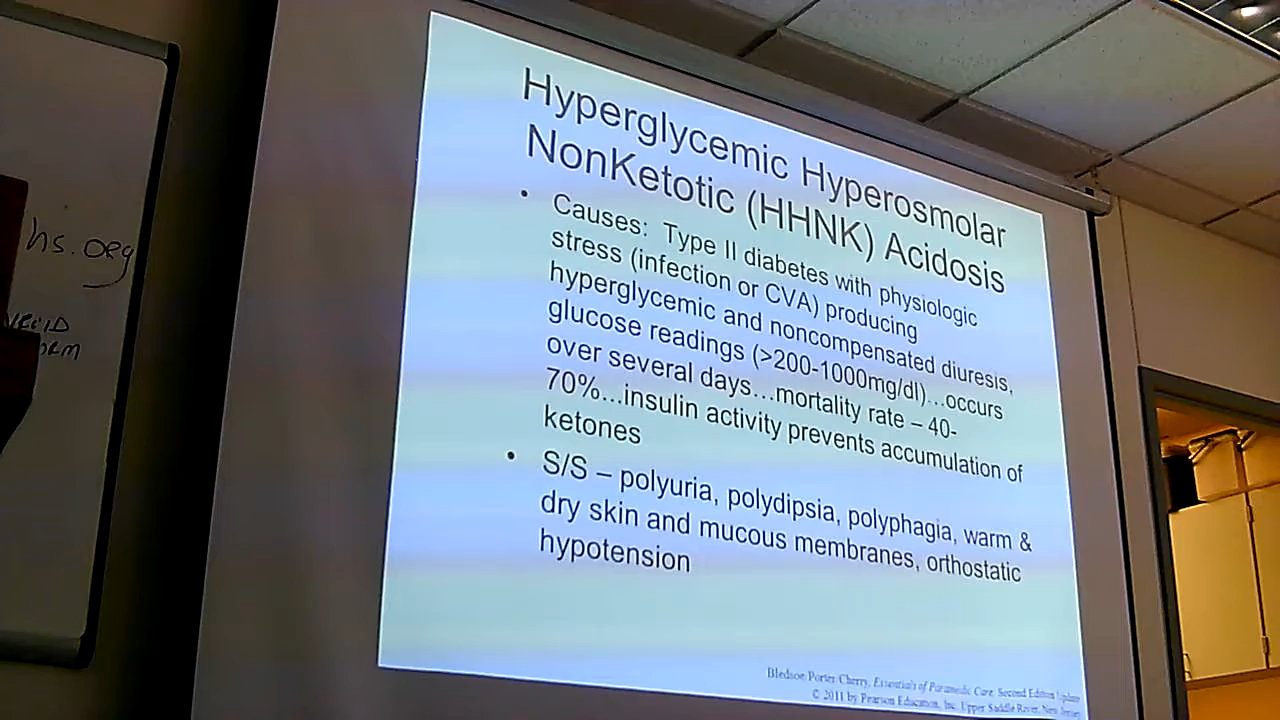 hs.org
Hyperglycemic Hyperosmolar
NonKetotic (HHNK) Acidosis
• Causes: Type II diabetes with physiologic
stress (infection or CVA) producing
hyperglycemic and noncompensated diuresis,
glucose readings (>200-1000mg/dl)…occurs
over several days…mortality rate – 40-
70%...insulin activity prevents accumulation of
ketones
• S/S – polyuria, polydipsia, polyphagia, warm &
dry skin and mucous membranes, orthostatic
hypotension
Bledsoe Porter Cherry, Essentials of Paramedic Care, Second Edition Update
© 2011 by Pearson Education, Inc. Upper Saddle River, New Jersey